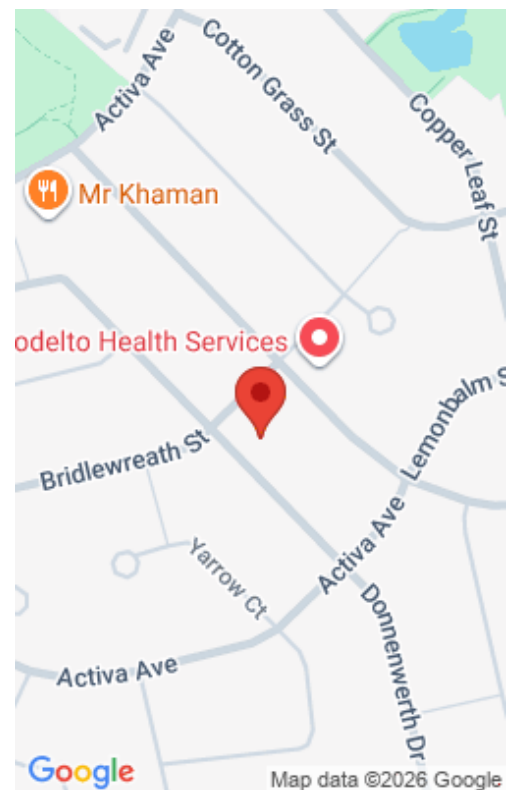 Activa Ave
Cotton Grass St
Copper Leaf St
Mr Khaman
odelto Health Services
Bridlewreath St
Lemonbalm S
Activa Ave
Yarrow Ct
Donnenwerth Dr
Activa Ave
Google
Map data ©2026 Google